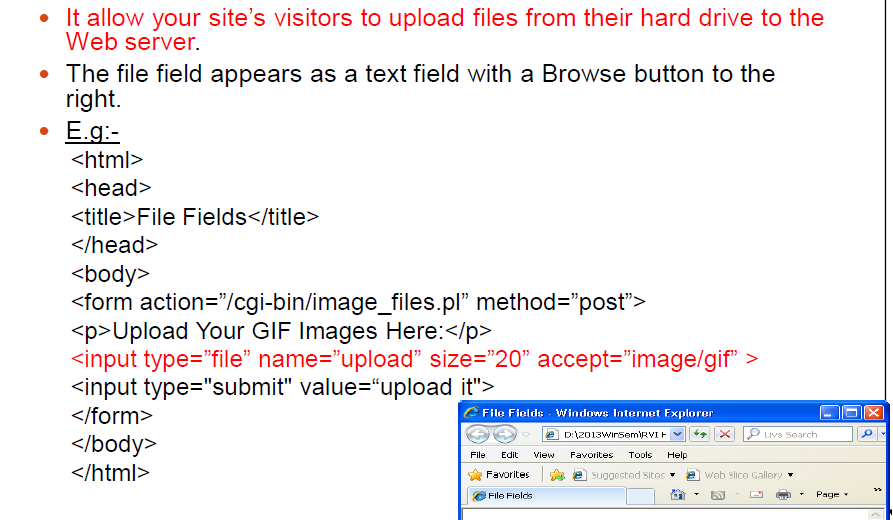 • It allow your site’s visitors to upload files from their hard drive to the
Web server.
• The file field appears as a text field with a Browse button to the
right.
• E.g:-
<html>
<head>
<title>File Fields</title>
</head>
<body>
<form action=”/cgi-bin/image_files.pl” method=”post”>
<p>Upload Your GIF Images Here:</p>
<input type=”file” name=”upload” size=”20” accept=”image/gif” >
<input type="submit" value=“upload it">
</form>
</body>
</html>
File Fields - Windows Internet Explorer
D:\2013WinSem\RVI F
Live Search
File Edit View Favorites Tools Help
Favorites Suggested Sites Web Slice Gallery
File Fields
Page